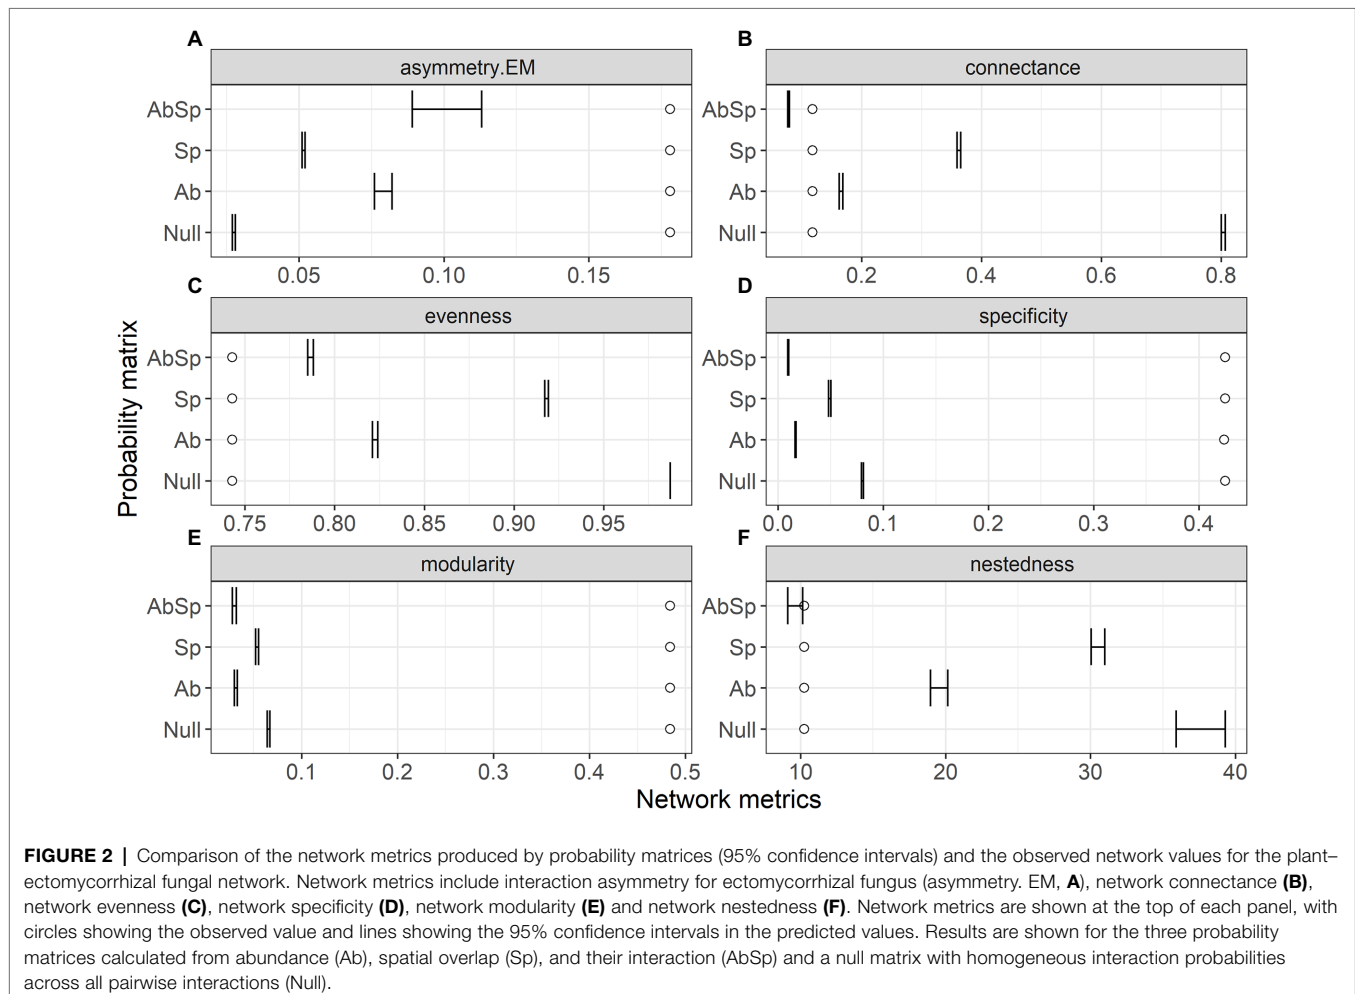 A
asymmetry.EM
AbSp
Sp
Ab
Null
0.05 0.10 0.15
B
connectance
AbSp
Sp
Ab
Null
0.2 0.4 0.6 0.8
C
evenness
AbSp
Sp
Ab
Null
0.75 0.80 0.85 0.90 0.95
D
specificity
AbSp
Sp
Ab
Null
0.0 0.1 0.2 0.3 0.4
E
modularity
AbSp
Sp
Ab
Null
0.1 0.2 0.3 0.4 0.5
F
nestedness
AbSp
Sp
Ab
Null
10 20 30 40
Probability matrix
Network metrics
FIGURE 2 | Comparison of the network metrics produced by probability matrices (95% confidence intervals) and the observed network values for the plant–
ectomycorrhizal fungal network. Network metrics include interaction asymmetry for ectomycorrhizal fungus (asymmetry. EM, A), network connectance (B),
network evenness (C), network specificity (D), network modularity (E) and network nestedness (F). Network metrics are shown at the top of each panel, with
circles showing the observed value and lines showing the 95% confidence intervals in the predicted values. Results are shown for the three probability
matrices calculated from abundance (Ab), spatial overlap (Sp), and their interaction (AbSp) and a null matrix with homogeneous interaction probabilities
across all pairwise interactions (Null).